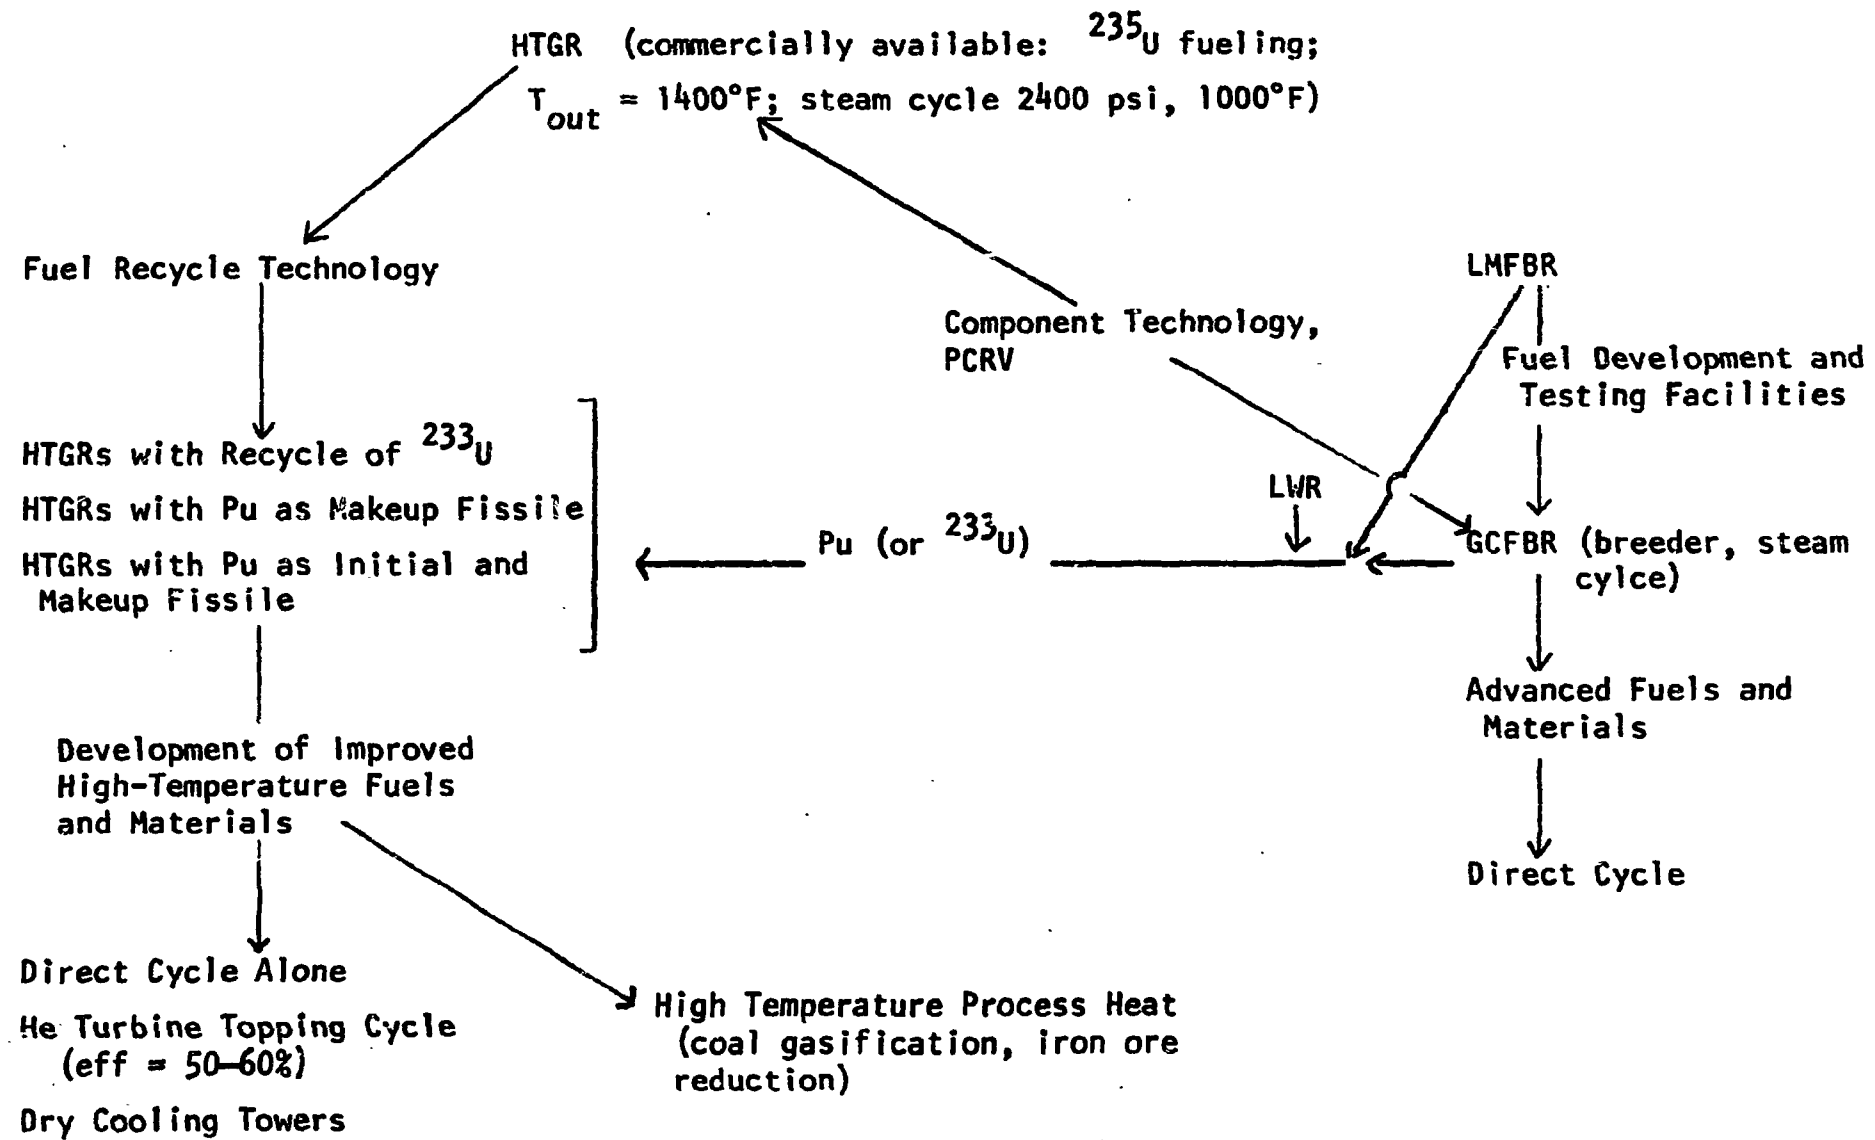 HTGR (commercially available: ²³⁵U fueling;
T_out = 1400°F; steam cycle 2400 psi, 1000°F)
Fuel Recycle Technology
LMFBR
Component Technology,
PCRV
Fuel Development and
Testing Facilities
HTGRs with Recycle of ²³³U
HTGRs with Pu as Makeup Fissile
HTGRs with Pu as Initial and
Makeup Fissile
Pu (or ²³³U)
LWR
GCFBR (breeder, steam
cylce)
Advanced Fuels and
Materials
Development of Improved
High-Temperature Fuels
and Materials
Direct Cycle
Direct Cycle Alone
He Turbine Topping Cycle
(eff = 50-60%)
Dry Cooling Towers
High Temperature Process Heat
(coal gasification, iron ore
reduction)